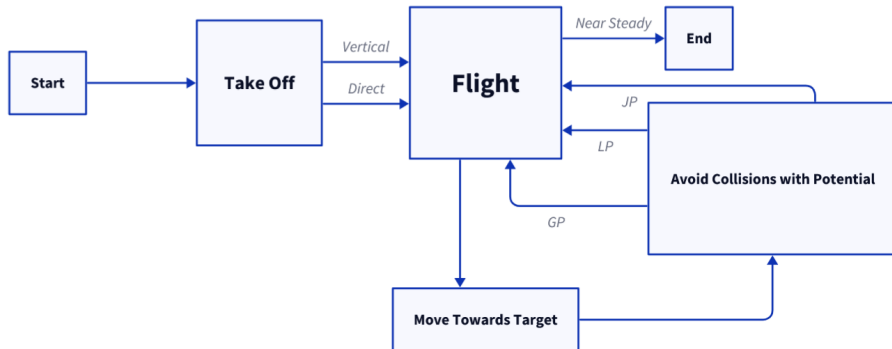 Start
Take Off
Vertical
Direct
Flight
Near Steady
End
JP
LP
GP
Avoid Collisions with Potential
Move Towards Target